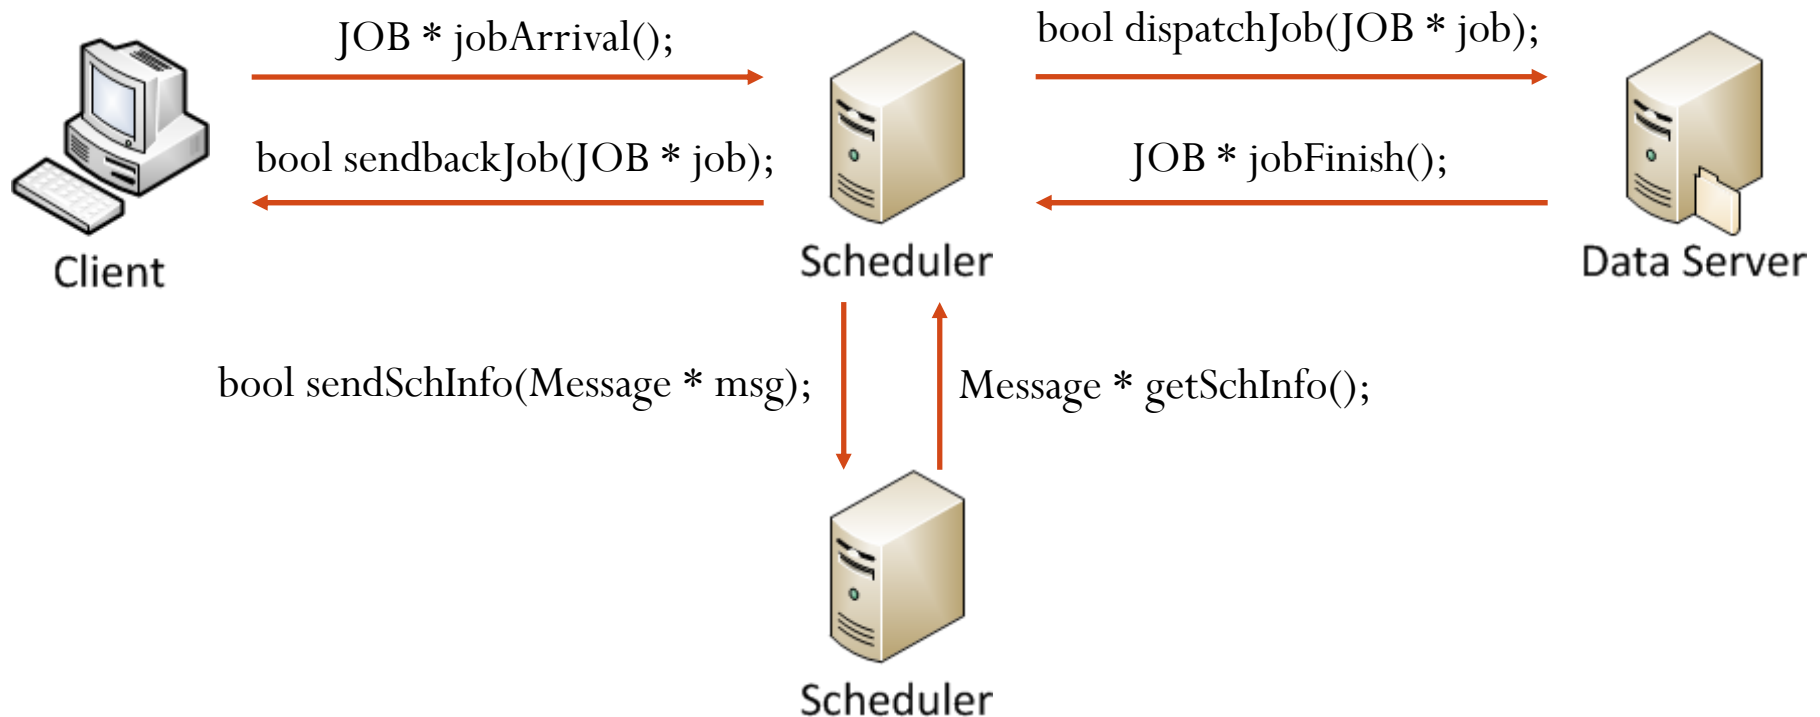 JOB * jobArrival();
bool dispatchJob(JOB * job);
bool sendbackJob(JOB * job);
JOB * jobFinish();
Client
Scheduler
Data Server
bool sendSchInfo(Message * msg);
Message * getSchInfo();
Scheduler